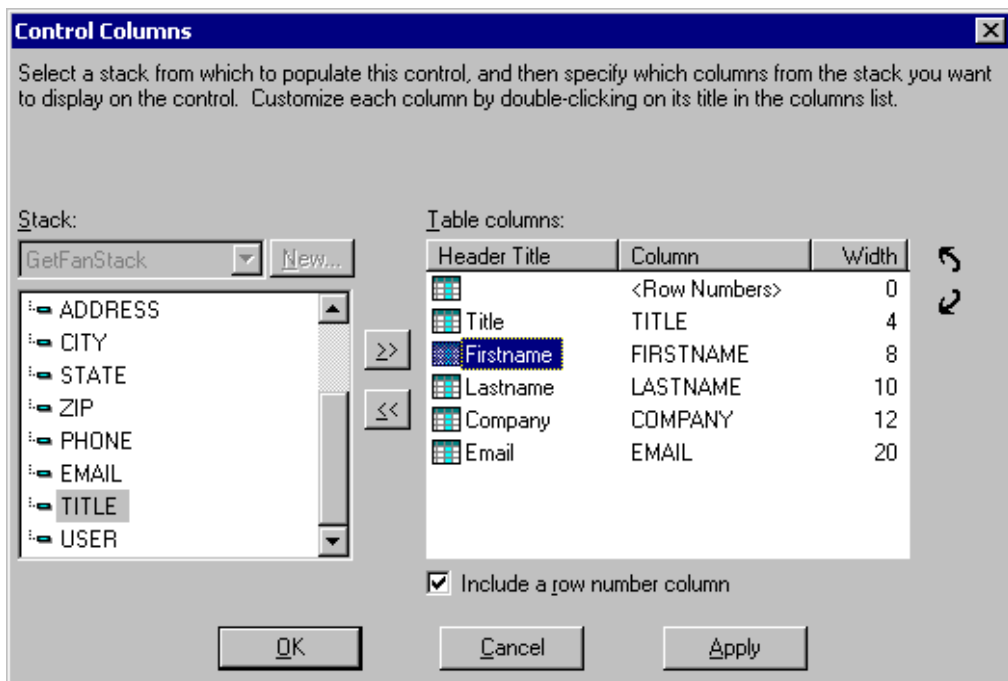 Control Columns
Select a stack from which to populate this control, and then specify which columns from the stack you want
to display on the control.  Customize each column by double-clicking on its title in the columns list.
Stack:
GetFanStack New...
ADDRESS
CITY
STATE
ZIP
PHONE
EMAIL
TITLE
USER
>>
<<
Table columns:
Header Title Column Width
<Row Numbers> 0
Title TITLE 4
Firstname FIRSTNAME 8
Lastname LASTNAME 10
Company COMPANY 12
Email EMAIL 20
Include a row number column
OK Cancel Apply